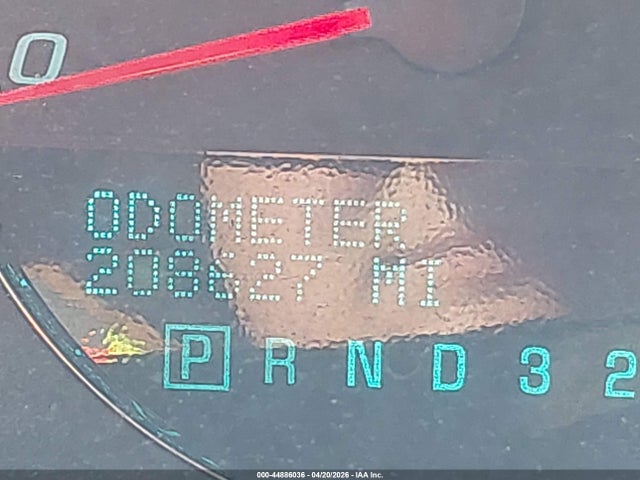 0
ODOMETER
208627 MI
P R N D 3 2
000-44886036 - 04/20/2026 - IAA Inc.